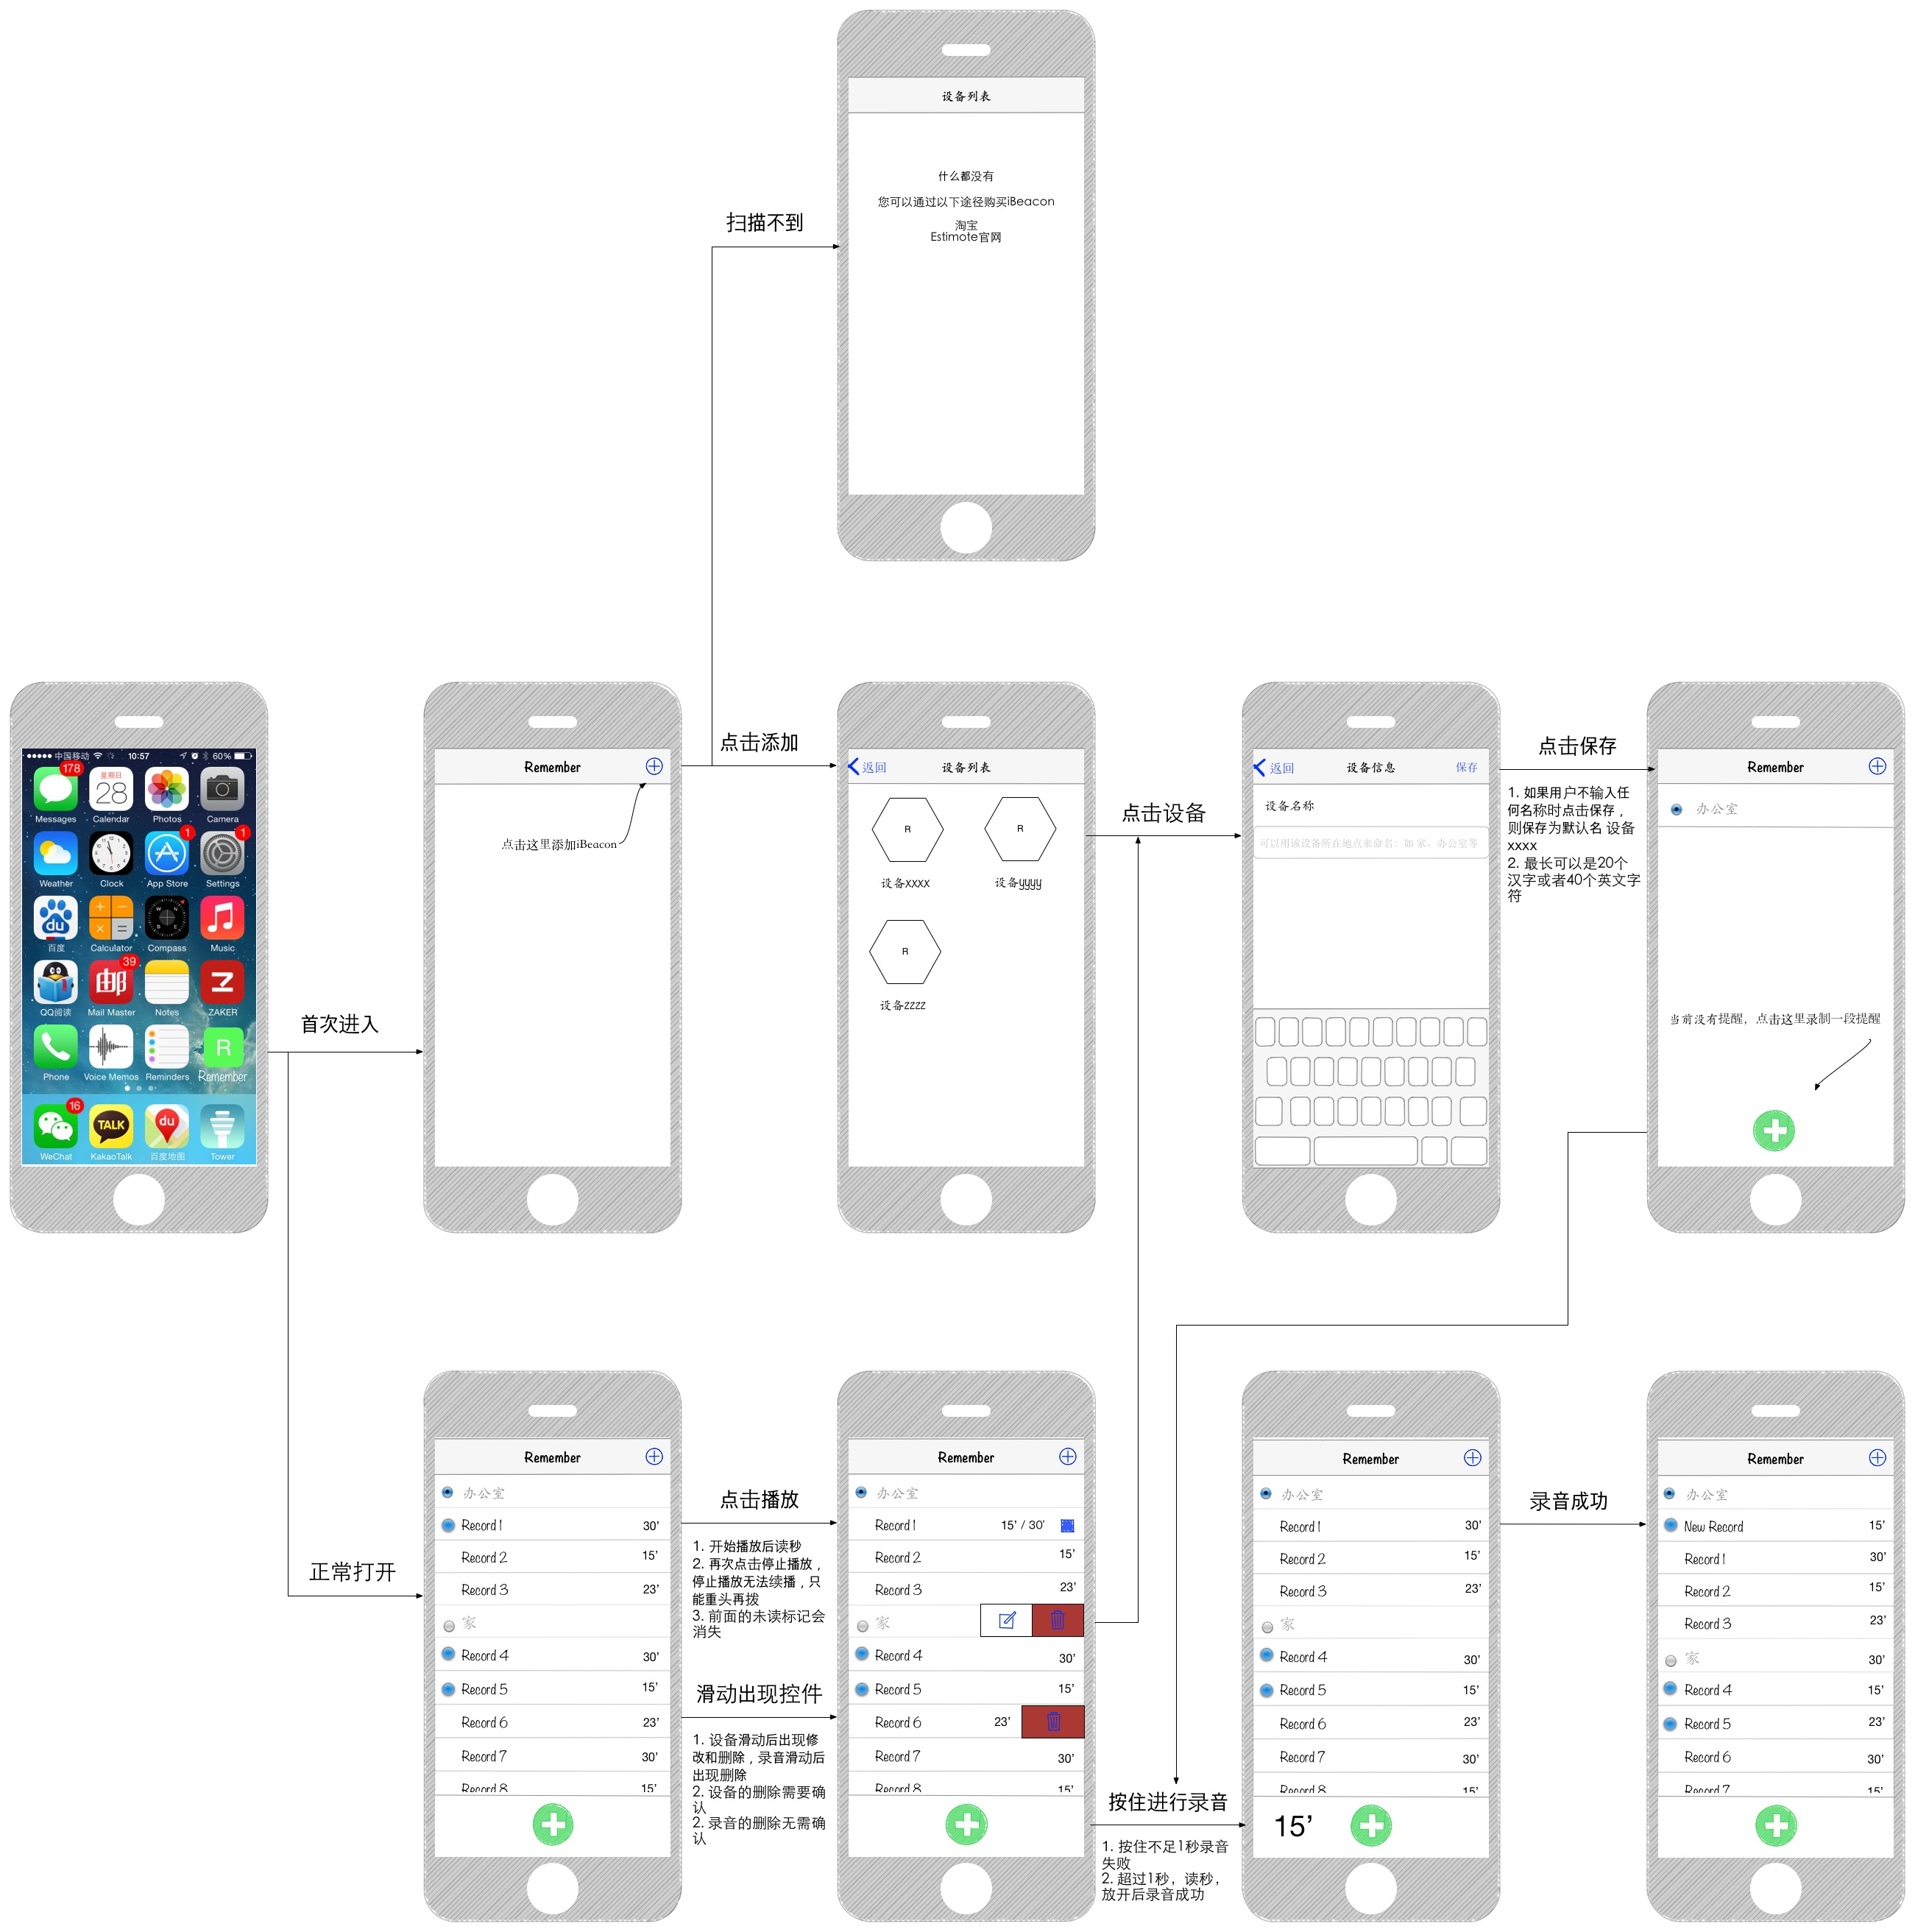 设备列表
什么都没有
您可以通过以下途径购买iBeacon
淘宝
Estimote官网
扫描不到
中国移动
10:57
60%
178
星期日
28
Messages
Calendar
Photos
Camera
1
1
Weather
Clock
App Store
Settings
du
百度
Calculator
Compass
Music
39
邮
QQ阅读
Mail Master
Notes
ZAKER
R
Phone
Voice Memos
Reminders
Remember
16
TALK
du
WeChat
KakaoTalk
百度地图
Tower
首次进入
Remember
点击这里添加iBeacon
点击添加
返回
设备列表
R
R
设备xxxx
设备yyyy
R
设备zzzz
点击设备
返回
设备信息
保存
设备名称
可以用该设备所在地点来命名：如 家、办公室等
点击保存
1. 如果用户不输入任
何名称时点击保存，
则保存为默认名 设备
xxxx
2. 最长可以是20个
汉字或者40个英文字
符
Remember
办公室
当前没有提醒，点击这里录制一段提醒
正常打开
Remember
办公室
Record 1 30’
Record 2 15’
Record 3 23’
家
Record 4 30’
Record 5 15’
Record 6 23’
Record 7 30’
Record 8 15’
点击播放
1. 开始播放后读秒
2. 再次点击停止播放，
停止播放无法续播，只
能重头再拨
3. 前面的未读标记会
消失
滑动出现控件
1. 设备滑动后出现修
改和删除，录音滑动后
出现删除
2. 设备的删除需要确
认
2. 录音的删除无需确
认
Remember
办公室
Record 1 15’ / 30’
Record 2 15’
Record 3 23’
家
Record 4 30’
Record 5 15’
Record 6 23’
Record 7 30’
Record 8 15’
按住进行录音
1. 按住不足1秒录音
失败
2. 超过1秒，读秒，
放开后录音成功
Remember
办公室
Record 1 30’
Record 2 15’
Record 3 23’
家
Record 4 30’
Record 5 15’
Record 6 23’
Record 7 30’
Record 8 15’
15’
录音成功
Remember
办公室
New Record 15’
Record 1 30’
Record 2 15’
Record 3 23’
家 30’
Record 4 15’
Record 5 23’
Record 6 30’
Record 7 15’